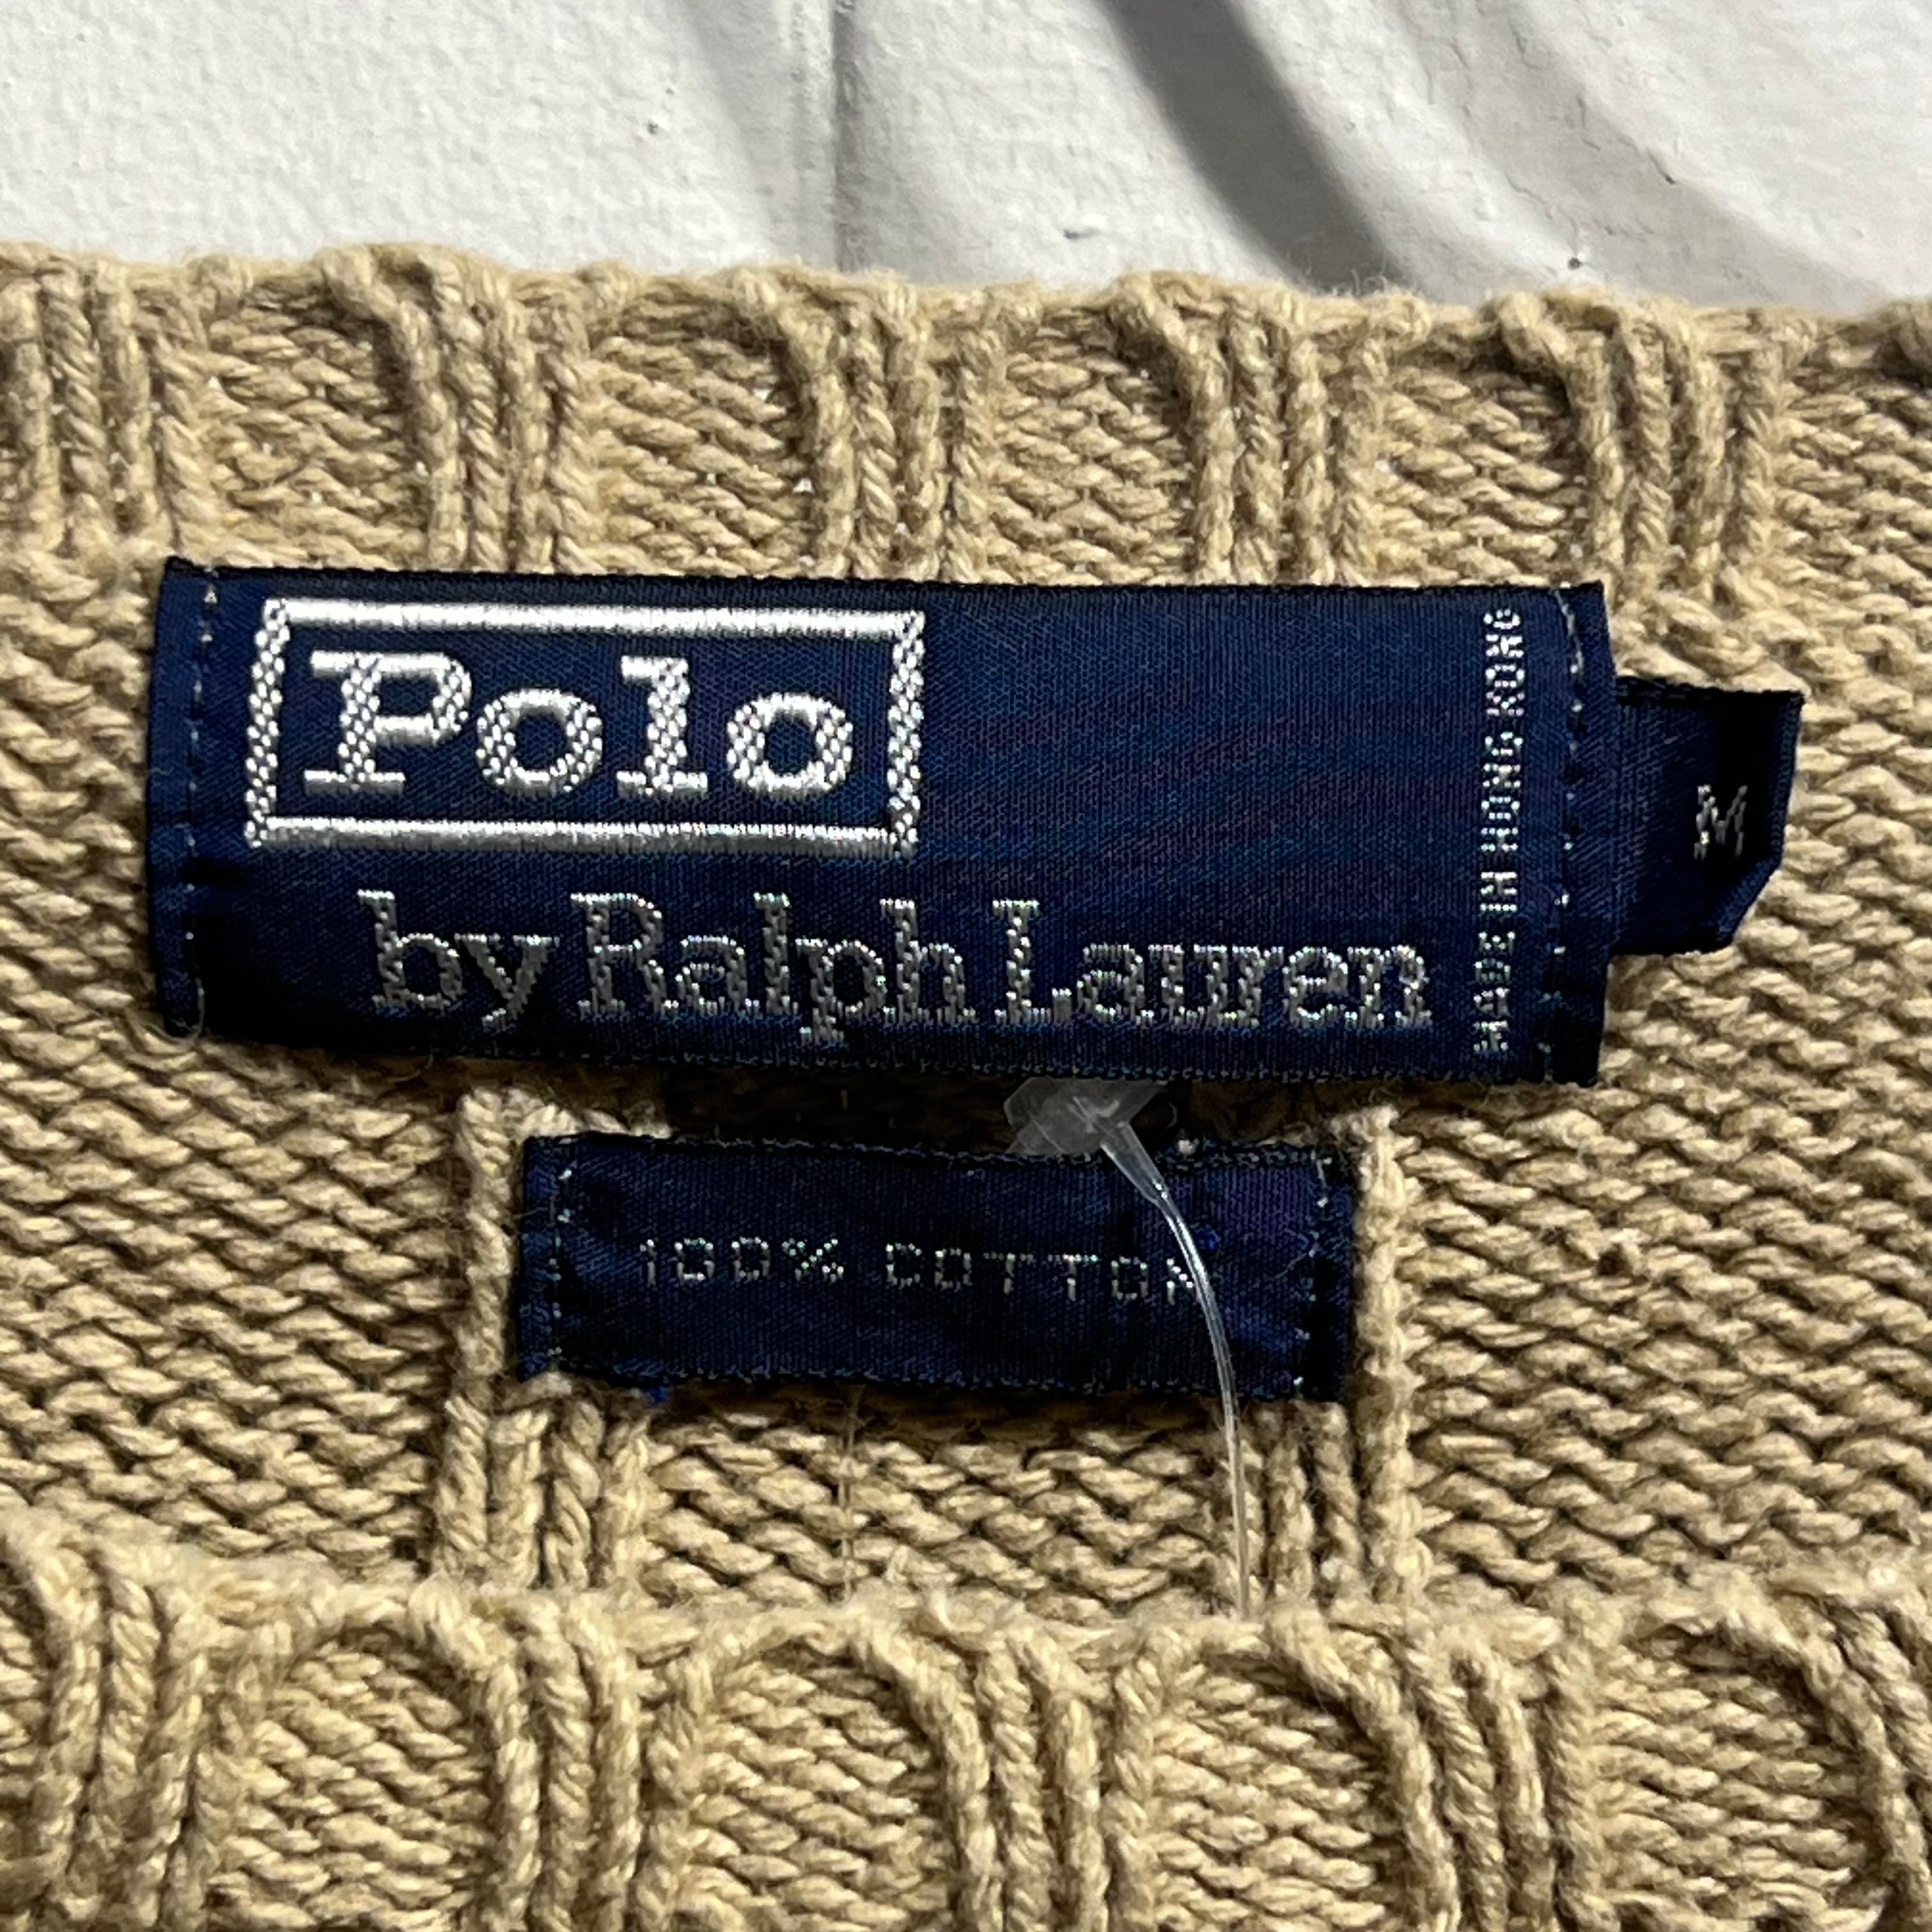 Polo
by Ralph Lauren
MADE IN HONG KONG
M
100% COTTON